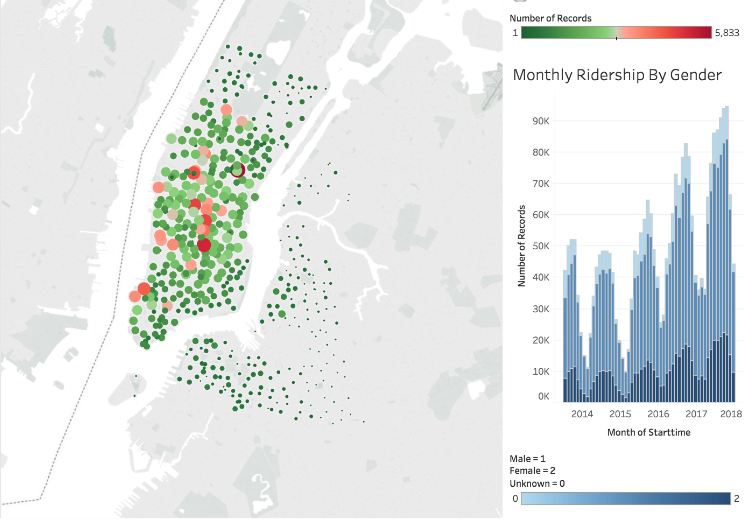 Number of Records
1 5,833
Monthly Ridership By Gender
90K
80K
70K
60K
50K
40K
30K
20K
10K
0K
Number of Records
2014 2015 2016 2017 2018
Month of Starttime
Male = 1
Female = 2
Unknown = 0
0 2